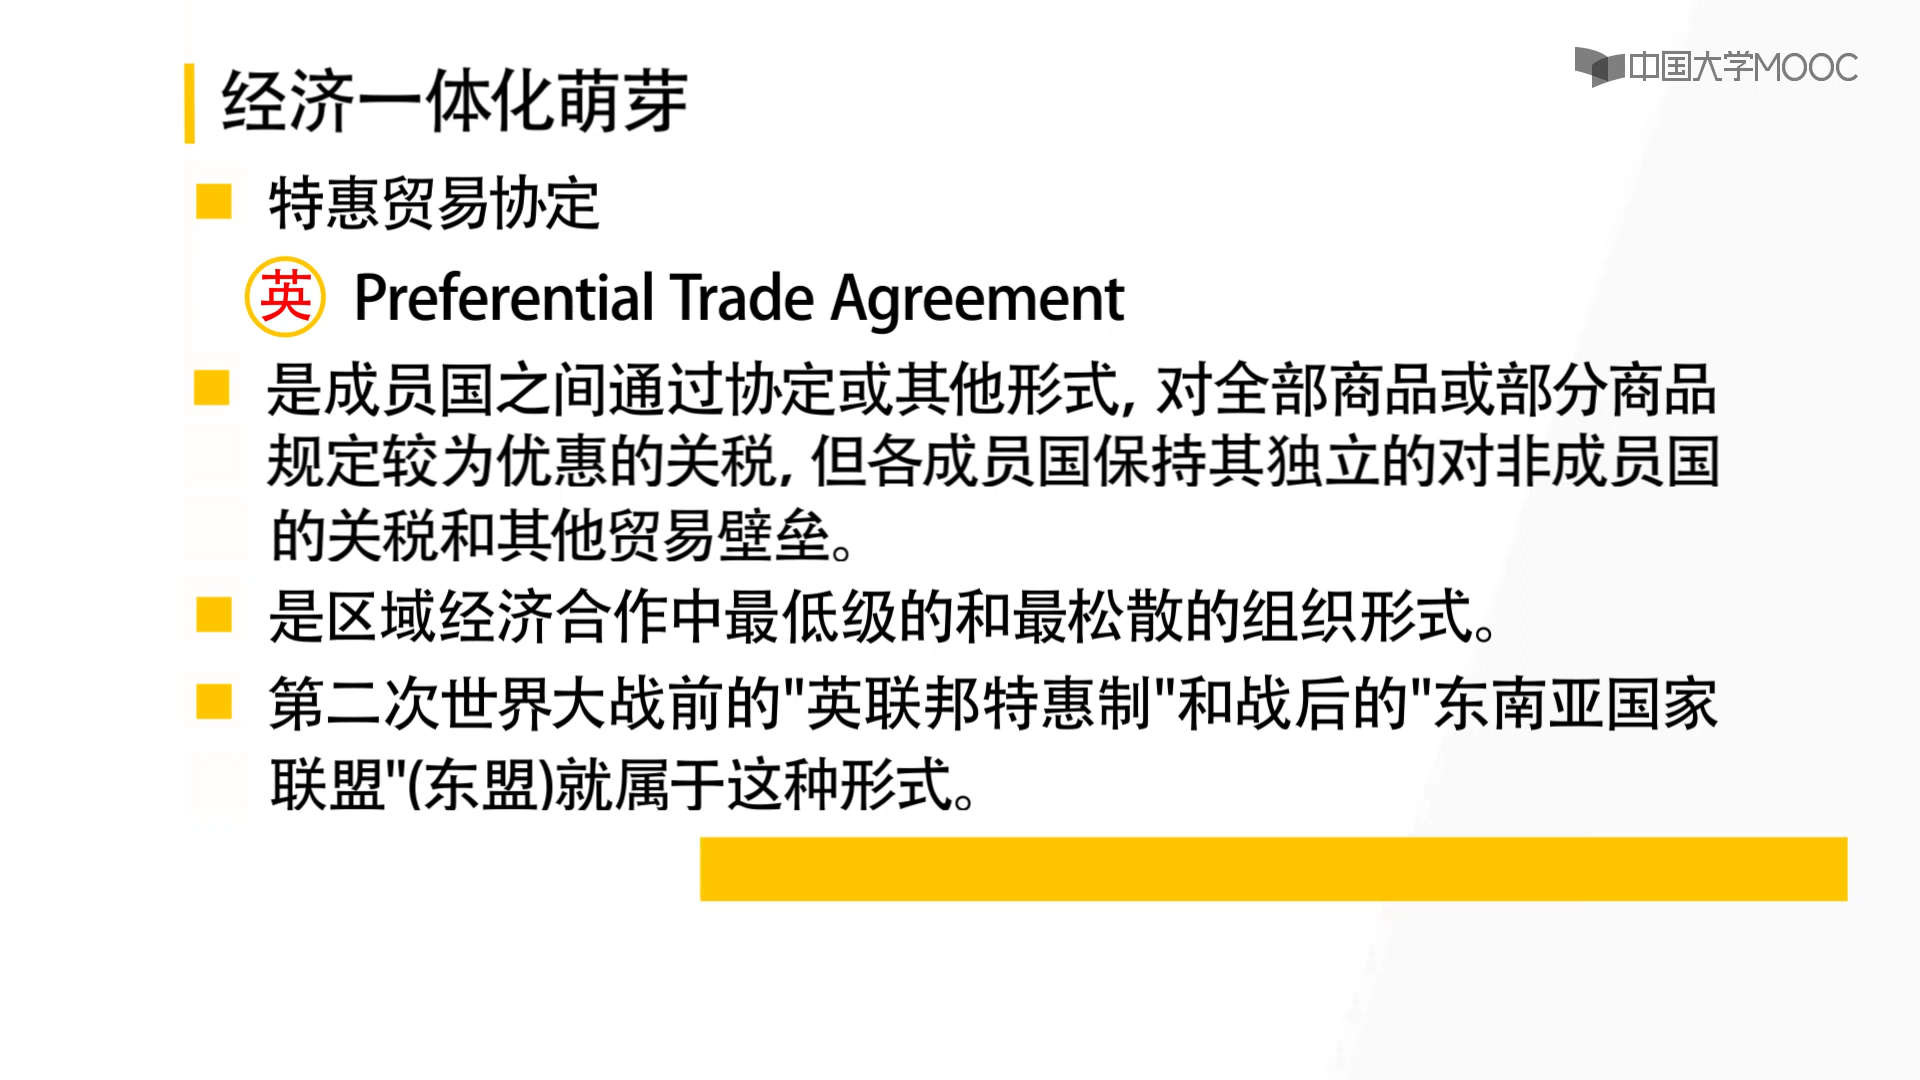 中国大学MOOC
经济一体化萌芽
特惠贸易协定
英 Preferential Trade Agreement
是成员国之间通过协定或其他形式, 对全部商品或部分商品
规定较为优惠的关税, 但各成员国保持其独立的对非成员国
的关税和其他贸易壁垒。
是区域经济合作中最低级的和最松散的组织形式。
第二次世界大战前的"英联邦特惠制"和战后的"东南亚国家
联盟"(东盟)就属于这种形式。